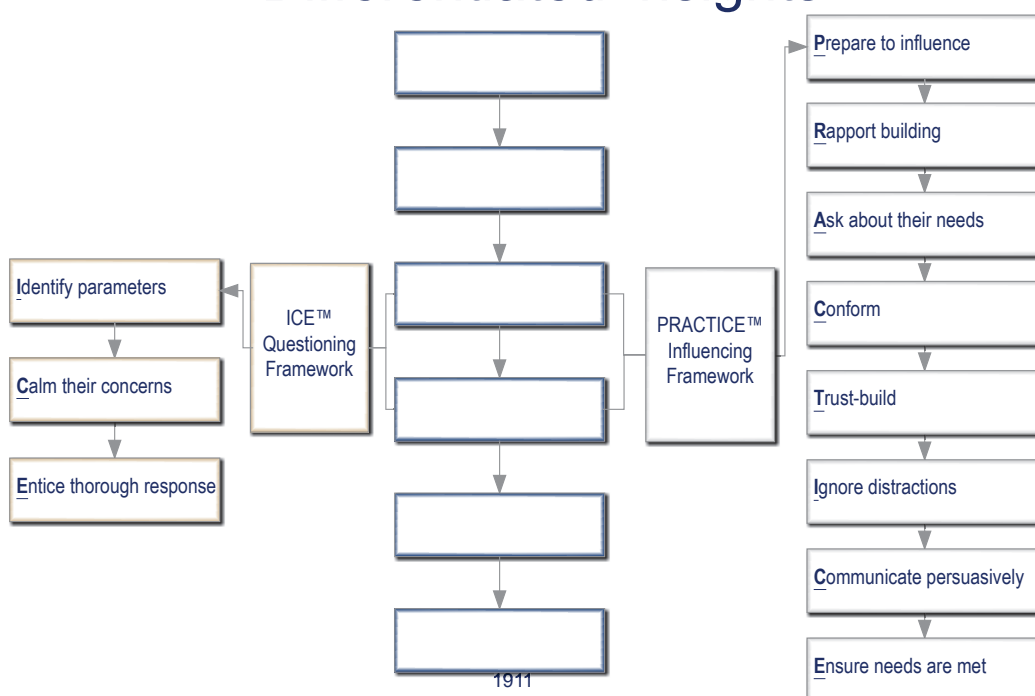 Identify parameters
Calm their concerns
Entice thorough response
ICE™
Questioning
Framework
PRACTICE™
Influencing
Framework
Prepare to influence
Rapport building
Ask about their needs
Conform
Trust-build
Ignore distractions
Communicate persuasively
Ensure needs are met
1911